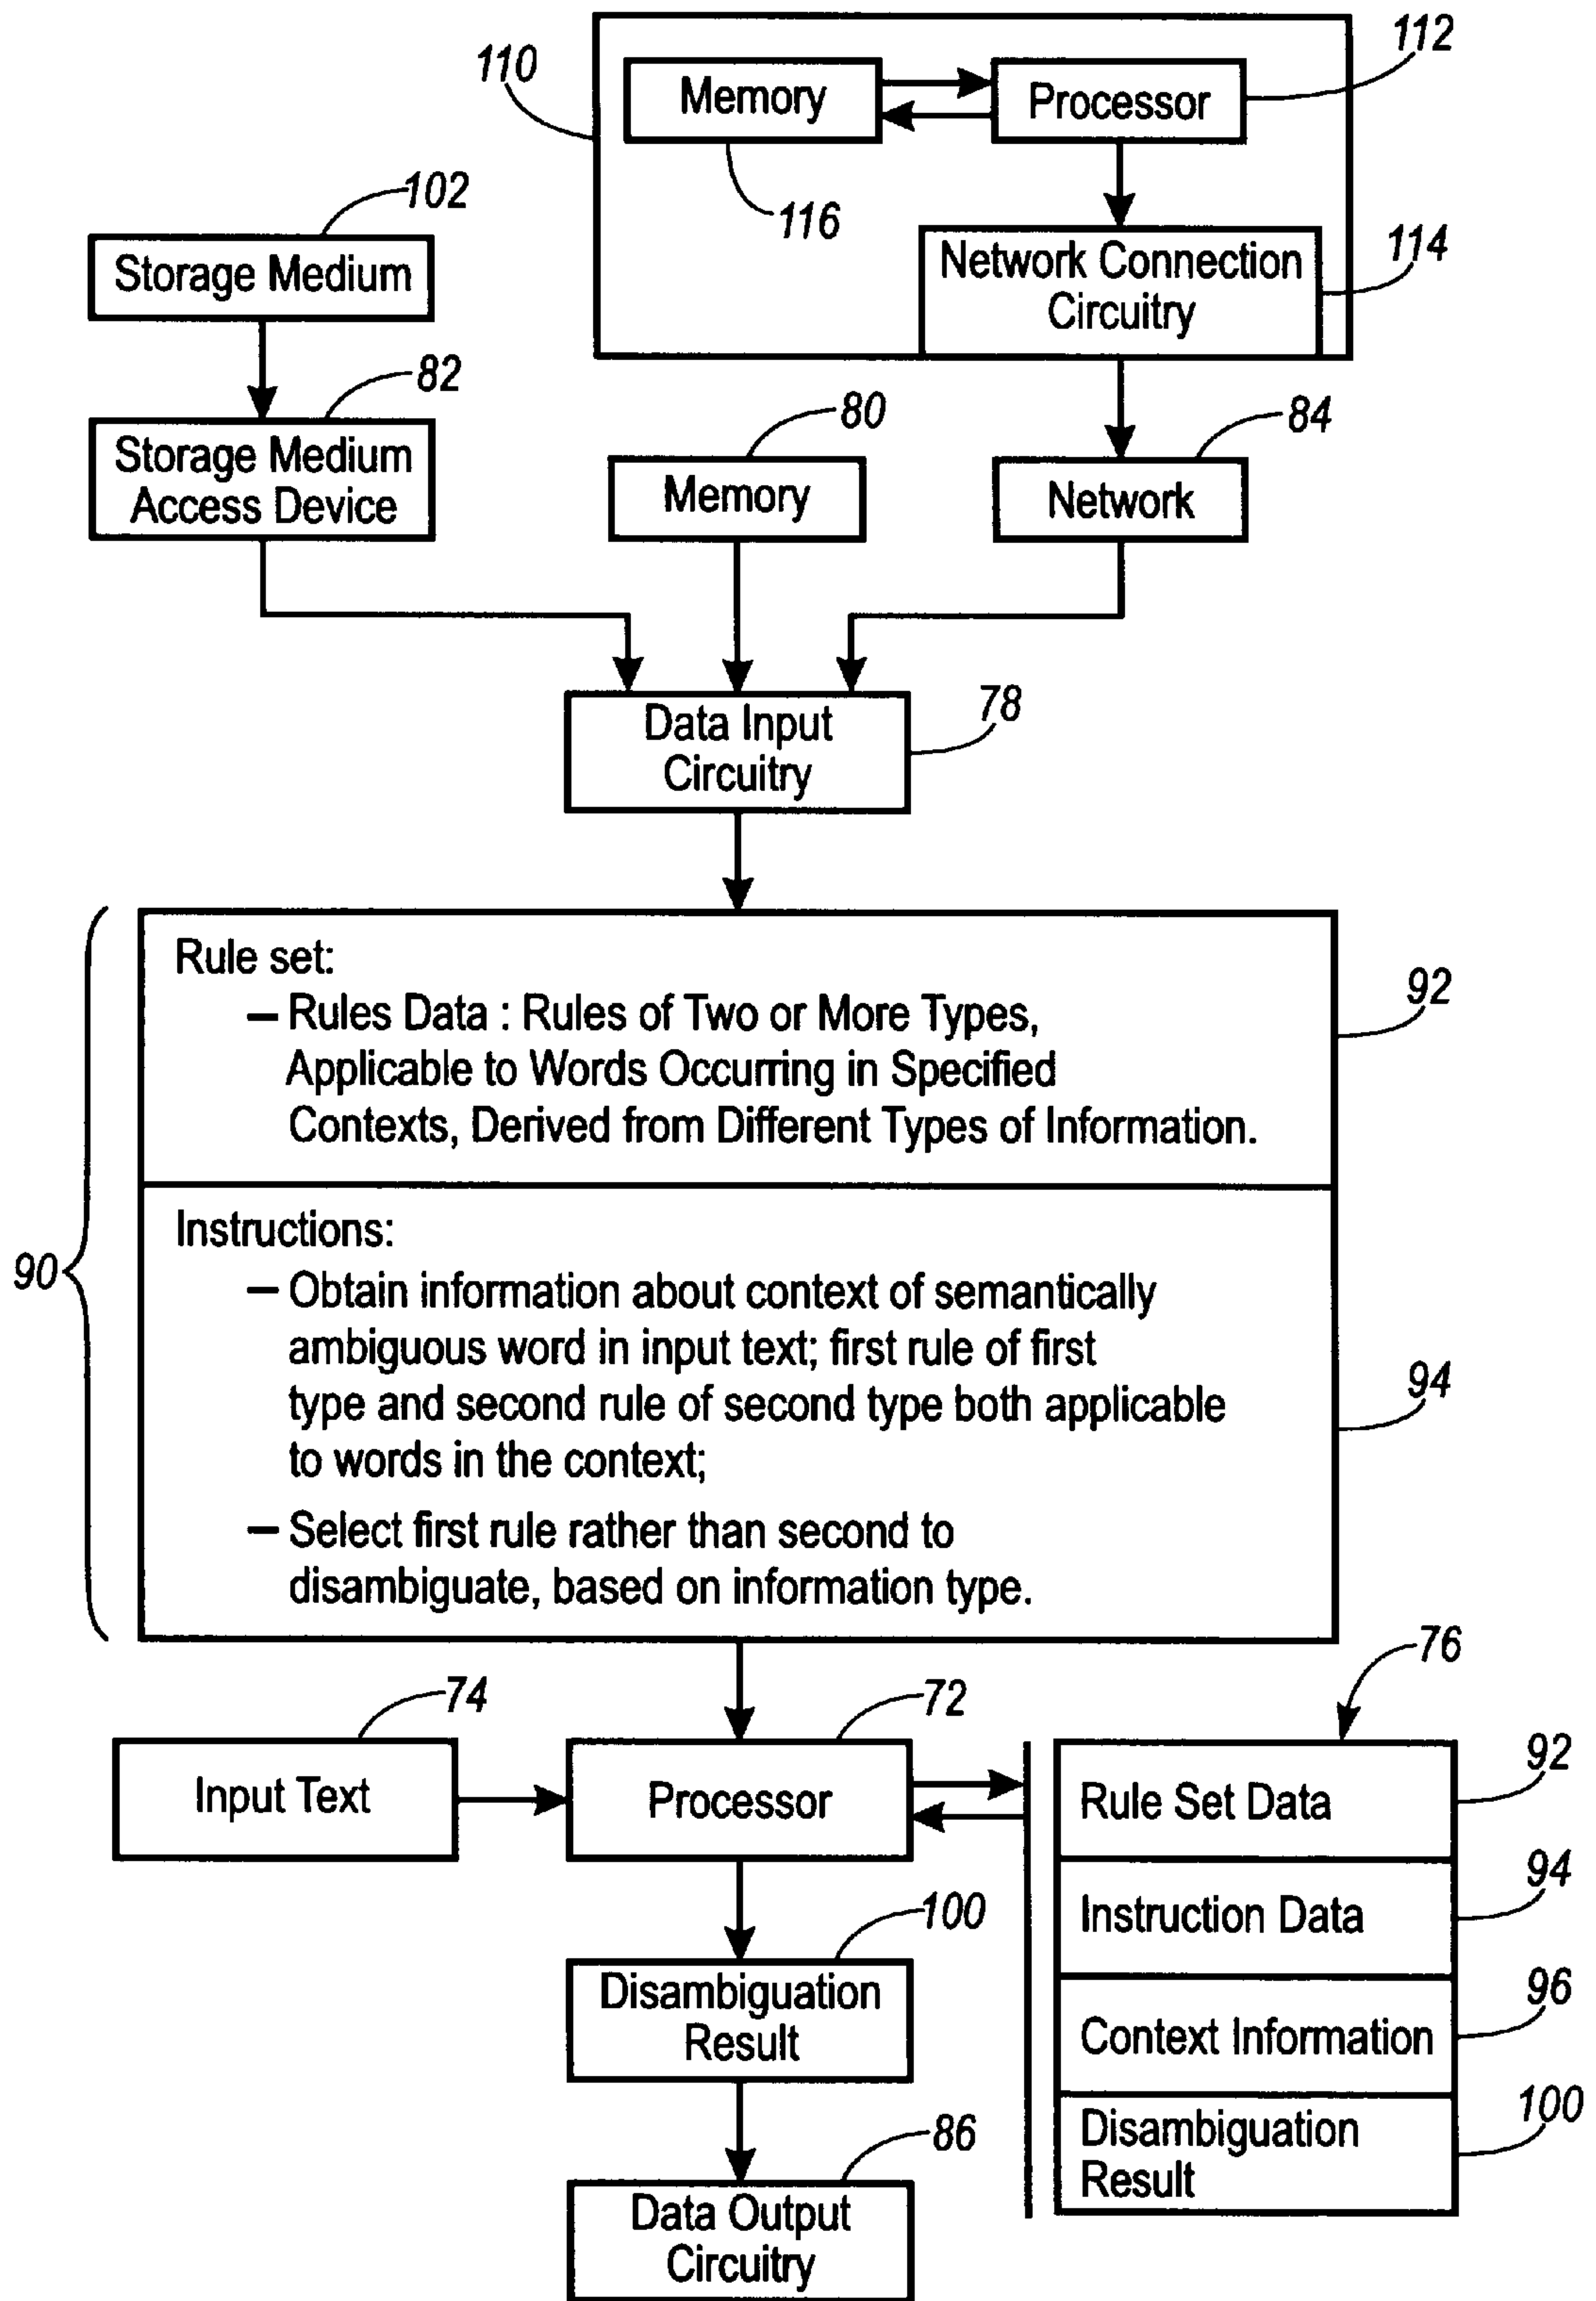 110
Memory
Processor
112
116
102
Storage Medium
Network Connection
Circuitry
114
82
Storage Medium
Access Device
80
Memory
84
Network
Data Input
Circuitry
78
90
Rule set:
– Rules Data : Rules of Two or More Types,
Applicable to Words Occurring in Specified
Contexts, Derived from Different Types of Information.
92
Instructions:
– Obtain information about context of semantically
ambiguous word in input text; first rule of first
type and second rule of second type both applicable
to words in the context;
– Select first rule rather than second to
disambiguate, based on information type.
94
74
Input Text
72
Processor
76
Rule Set Data
92
Instruction Data
94
Context Information
96
Disambiguation
Result
100
100
Disambiguation
Result
86
Data Output
Circuitry